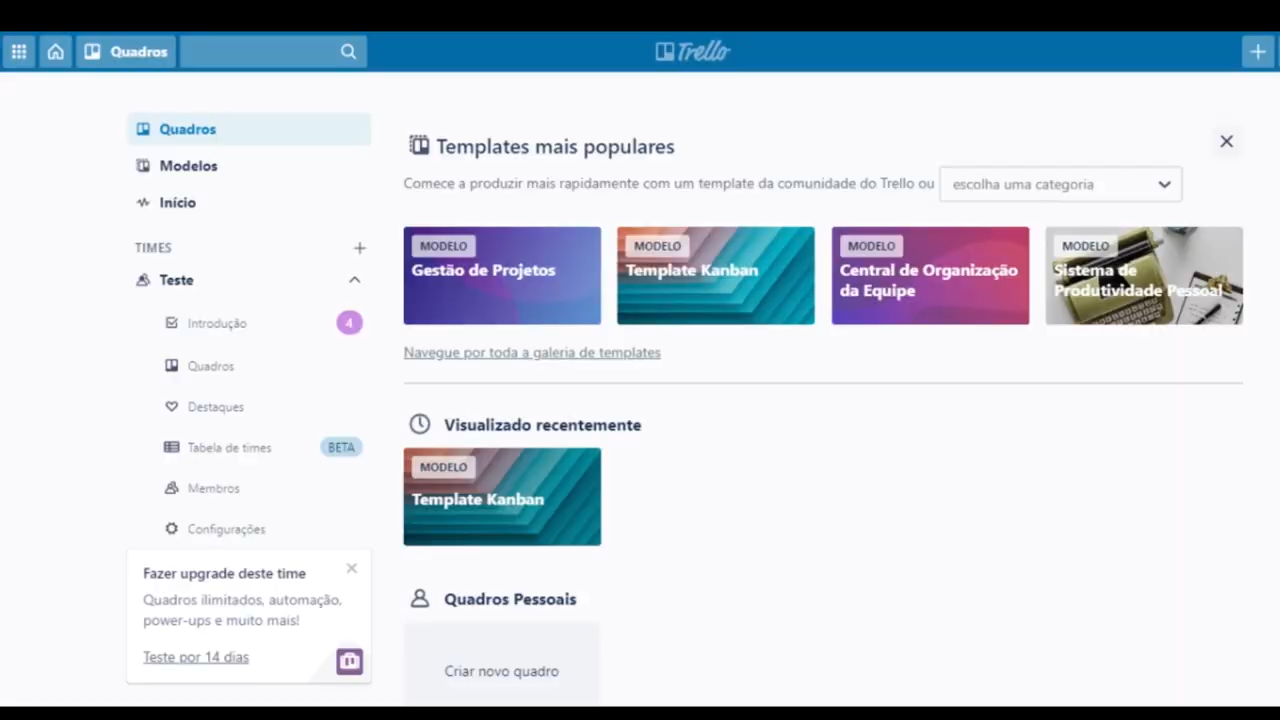 Quadros
Trello
Quadros
Modelos
Início
TIMES
Teste
Introdução
4
Quadros
Destaques
Tabela de times
BETA
Membros
Configurações
Fazer upgrade deste time
Quadros ilimitados, automação,
power-ups e muito mais!
Teste por 14 dias
Templates mais populares
Comece a produzir mais rapidamente com um template da comunidade do Trello ou
escolha uma categoria
MODELO
Gestão de Projetos
MODELO
Template Kanban
MODELO
Central de Organização
da Equipe
MODELO
Sistema de
Produtividade Pessoal
Navegue por toda a galeria de templates
Visualizado recentemente
MODELO
Template Kanban
Quadros Pessoais
Criar novo quadro